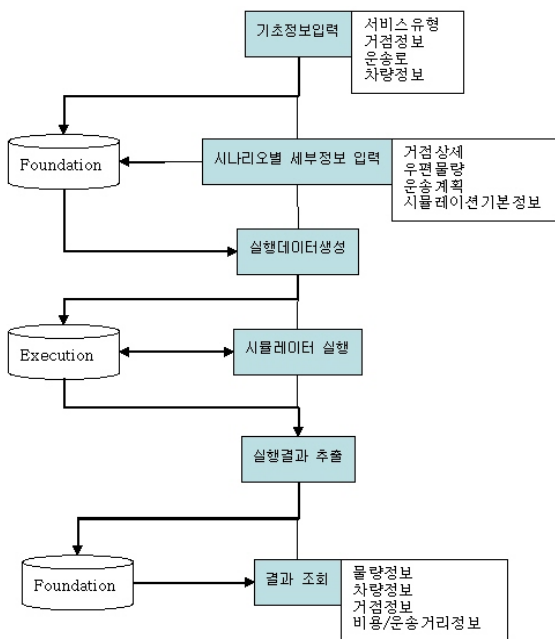 기초정보입력
서비스유형
거점정보
운송로
차량정보
Foundation
시나리오별 세부정보 입력
거점상세
우편물량
운송계획
시뮬레이션기본정보
실행데이터생성
Execution
시뮬레이터 실행
실행결과 추출
Foundation
결과 조회
물량정보
차량정보
거점정보
비용/운송거리정보